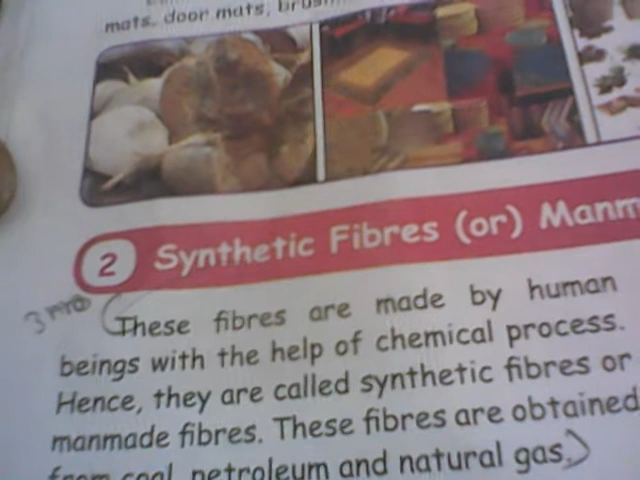 mats, door mats,
2 Synthetic Fibres (or)
3 mrs
These fibres are made by human
beings with the help of chemical process.
Hence, they are called synthetic fibres or
manmade fibres. These fibres are obtained
from coal, petroleum and natural gas.